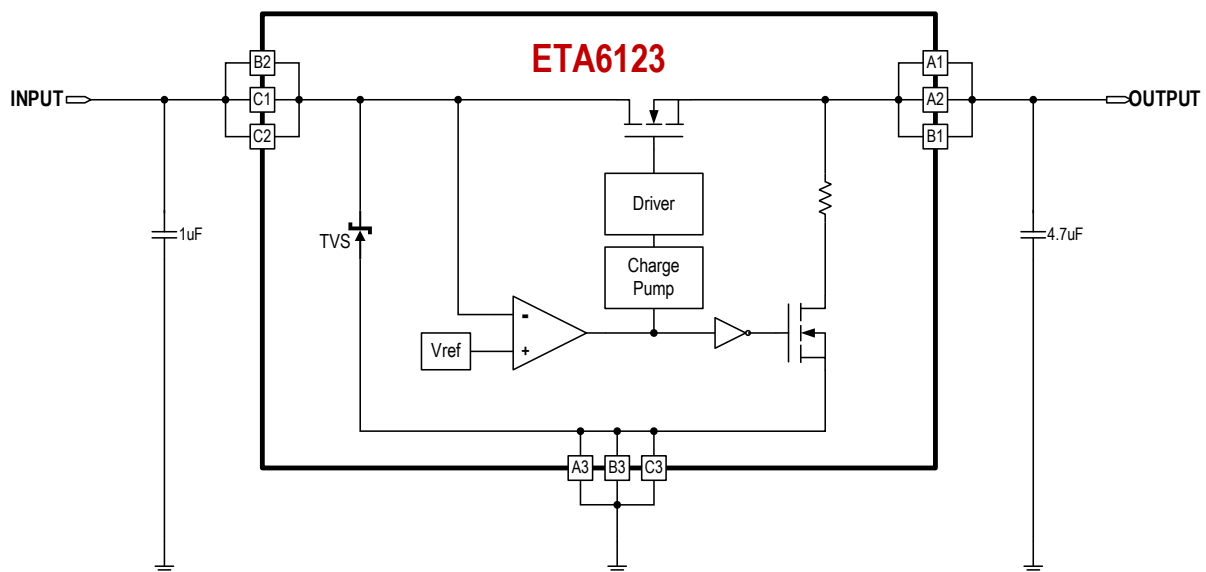 ETA6123
B2
A1
INPUT
C1
A2
OUTPUT
C2
B1
Driver
1uF
TVS
4.7uF
Charge
Pump
-
Vref
+
A3
B3
C3